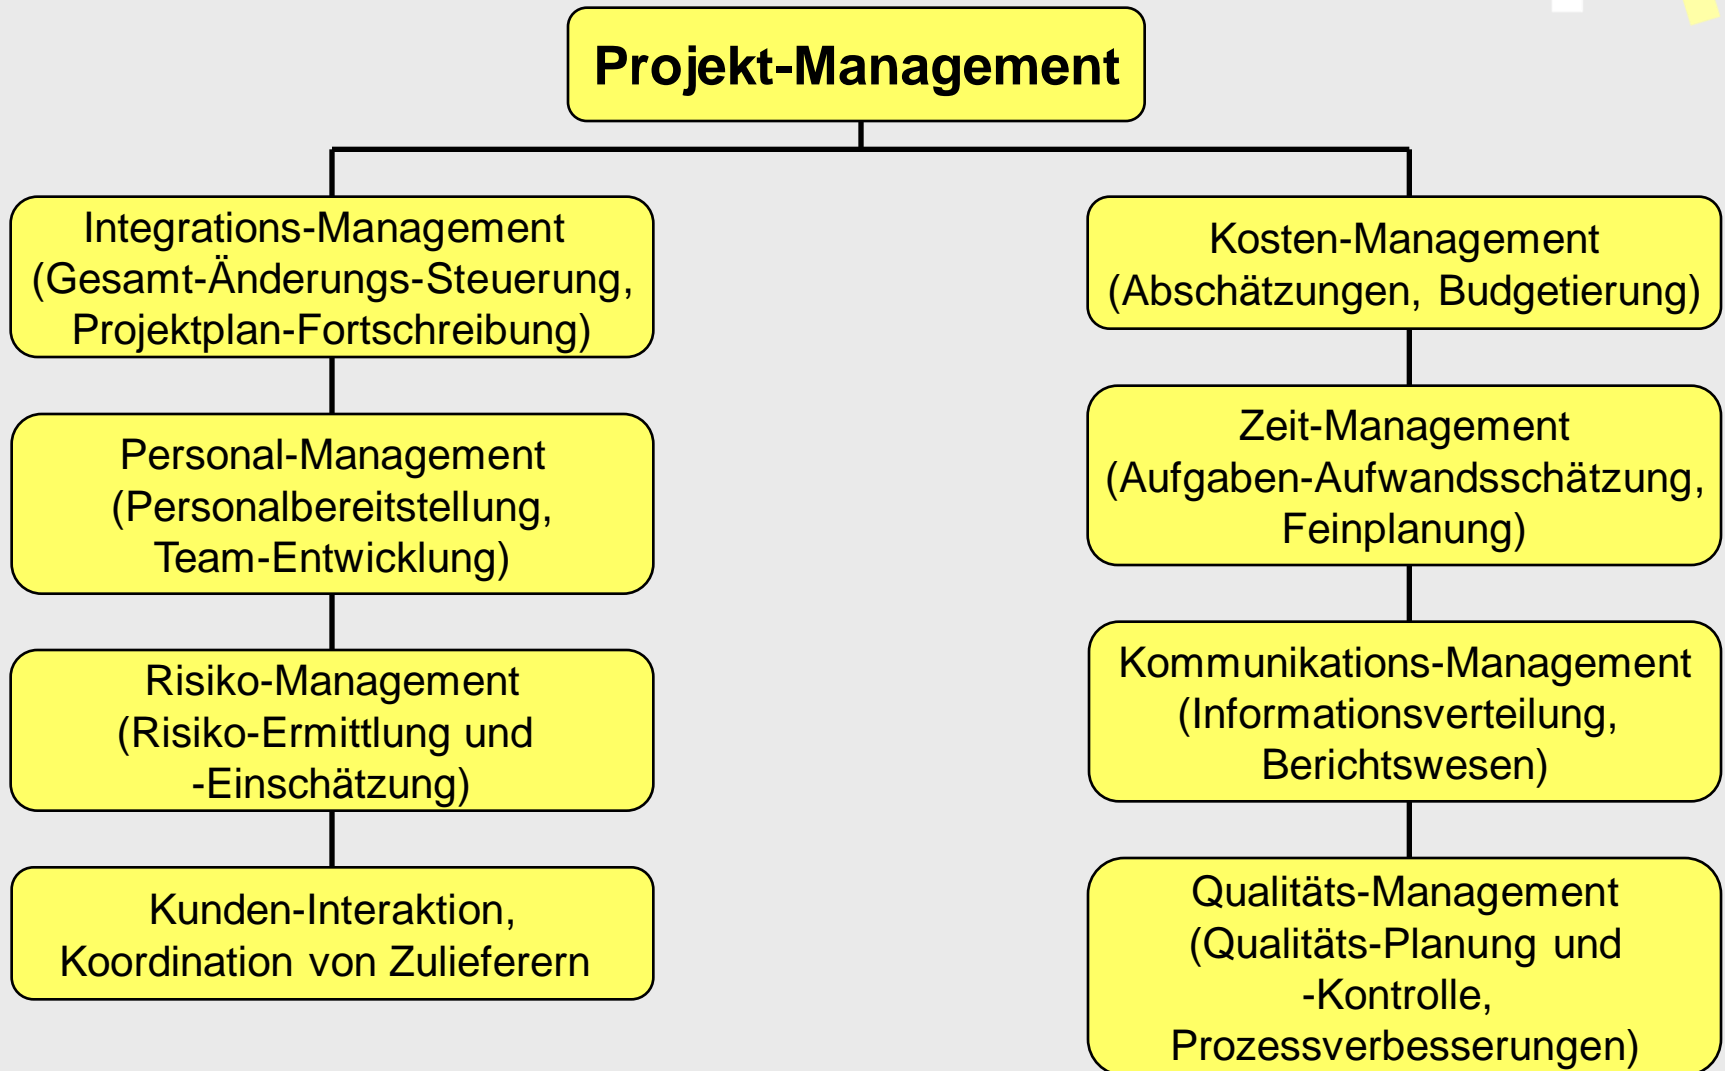 Projekt-Management
Integrations-Management
(Gesamt-Änderungs-Steuerung,
Projektplan-Fortschreibung)
Personal-Management
(Personalbereitstellung,
Team-Entwicklung)
Risiko-Management
(Risiko-Ermittlung und
-Einschätzung)
Kunden-Interaktion,
Koordination von Zulieferern
Kosten-Management
(Abschätzungen, Budgetierung)
Zeit-Management
(Aufgaben-Aufwandsschätzung,
Feinplanung)
Kommunikations-Management
(Informationsverteilung,
Berichtswesen)
Qualitäts-Management
(Qualitäts-Planung und
-Kontrolle,
Prozessverbesserungen)